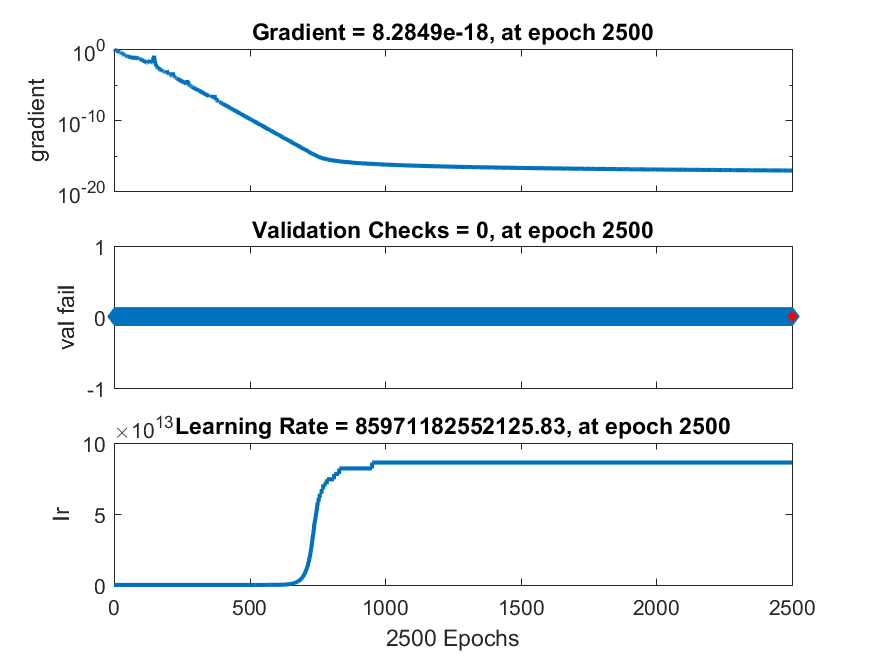 Gradient = 8.2849e-18, at epoch 2500
10^0
10^-10
10^-20
gradient
Validation Checks = 0, at epoch 2500
1
0
-1
val fail
×10^13 Learning Rate = 85971182552125.83, at epoch 2500
10
5
0
lr
0 500 1000 1500 2000 2500
2500 Epochs